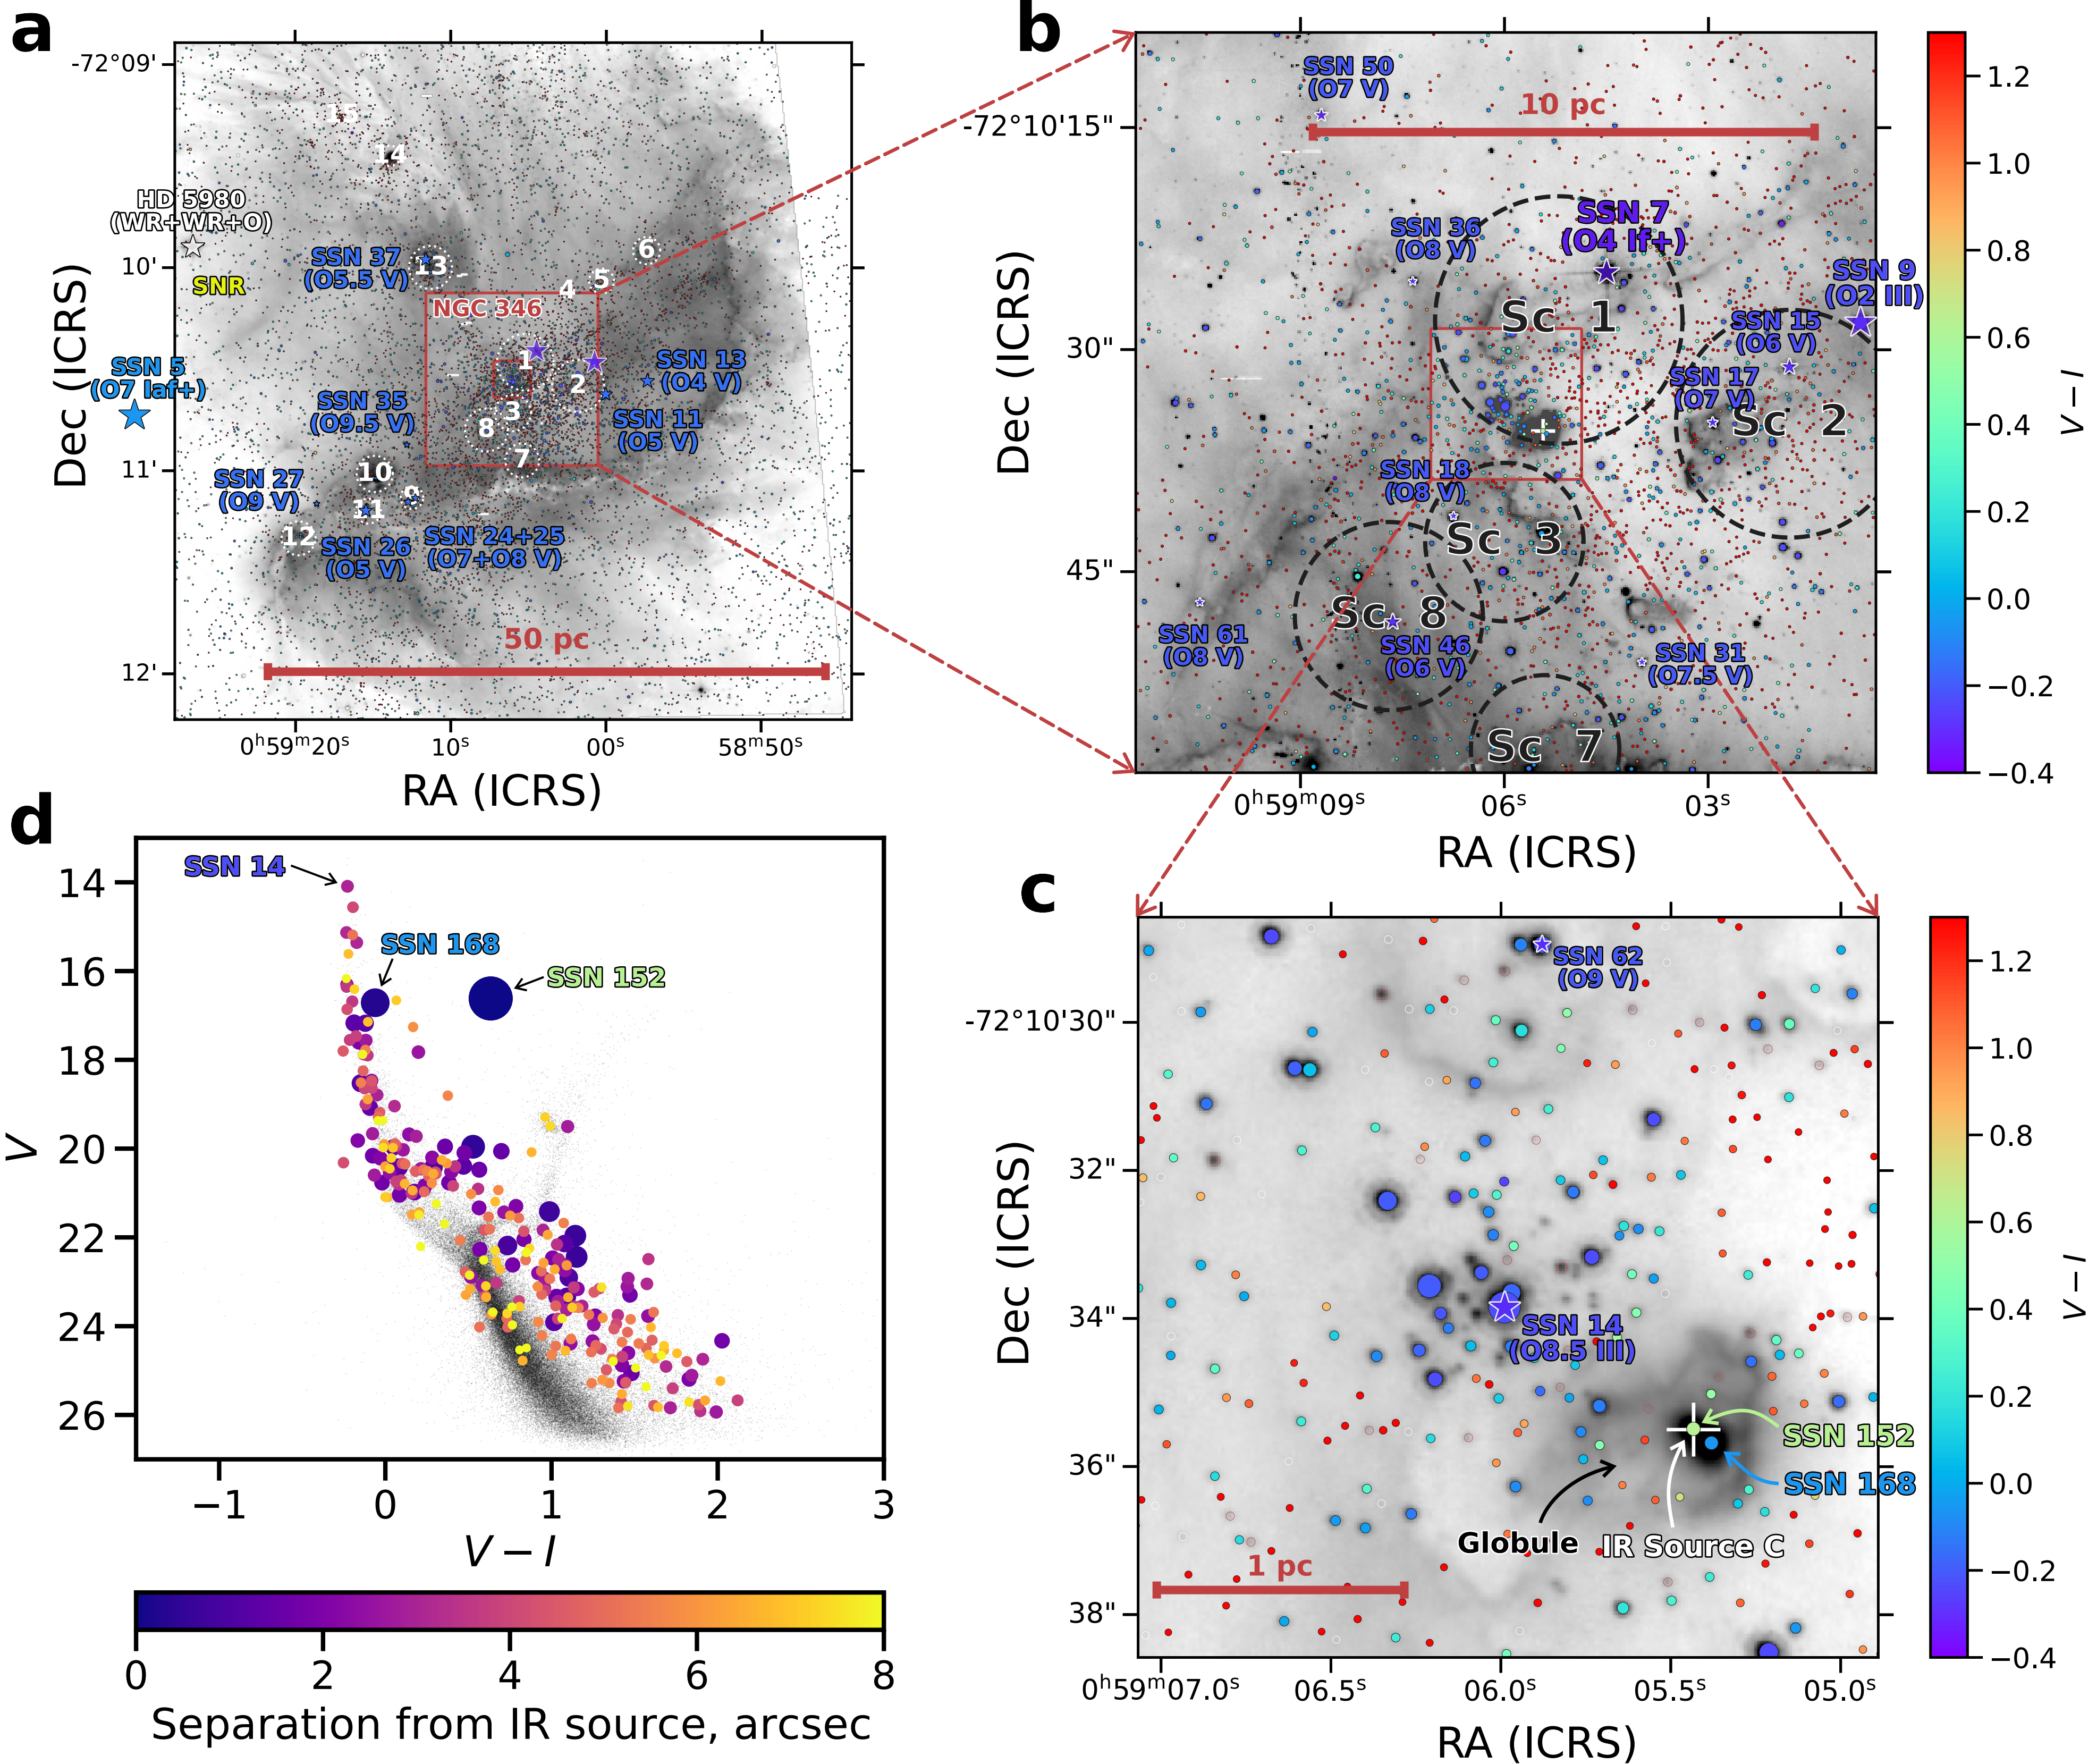 a
-72°09'
10'
11'
12'
Dec (ICRS)
15
14
HD 5980
(WR+WR+O)
SNR
SSN 37
(O5.5 V)
13
6
5
4
NGC 346
SSN 5
(O7 Iaf+)
1
2
3
8
7
SSN 13
(O4 V)
SSN 11
(O5 V)
SSN 35
(O9.5 V)
SSN 27
(O9 V)
10
9
11
12
SSN 26
(O5 V)
SSN 24+25
(O7+O8 V)
50 pc
0ʰ59ᵐ20ˢ
10ˢ
00ˢ
58ᵐ50ˢ
RA (ICRS)
b
-72°10'15"
30"
45"
Dec (ICRS)
SSN 50
(O7 V)
10 pc
SSN 36
(O8 V)
SSN 7
(O4 If+)
SSN 9
(O2 III)
Sc 1
SSN 15
(O6 V)
SSN 17
(O7 V)
Sc 2
SSN 18
(O8 V)
Sc 3
Sc 8
SSN 61
(O8 V)
SSN 46
(O6 V)
SSN 31
(O7.5 V)
Sc 7
0ʰ59ᵐ09ˢ
06ˢ
03ˢ
RA (ICRS)
1.2
1.0
0.8
0.6
0.4
0.2
0.0
−0.2
−0.4
V − I
c
-72°10'30"
32"
34"
36"
38"
Dec (ICRS)
SSN 62
(O9 V)
SSN 14
(O8.5 III)
SSN 152
SSN 168
Globule
IR Source C
1 pc
0ʰ59ᵐ07.0ˢ
06.5ˢ
06.0ˢ
05.5ˢ
05.0ˢ
RA (ICRS)
1.2
1.0
0.8
0.6
0.4
0.2
0.0
−0.2
−0.4
V − I
d
SSN 14
SSN 168
SSN 152
14
16
18
20
22
24
26
V
−1
0
1
2
3
V − I
0
2
4
6
8
Separation from IR source, arcsec